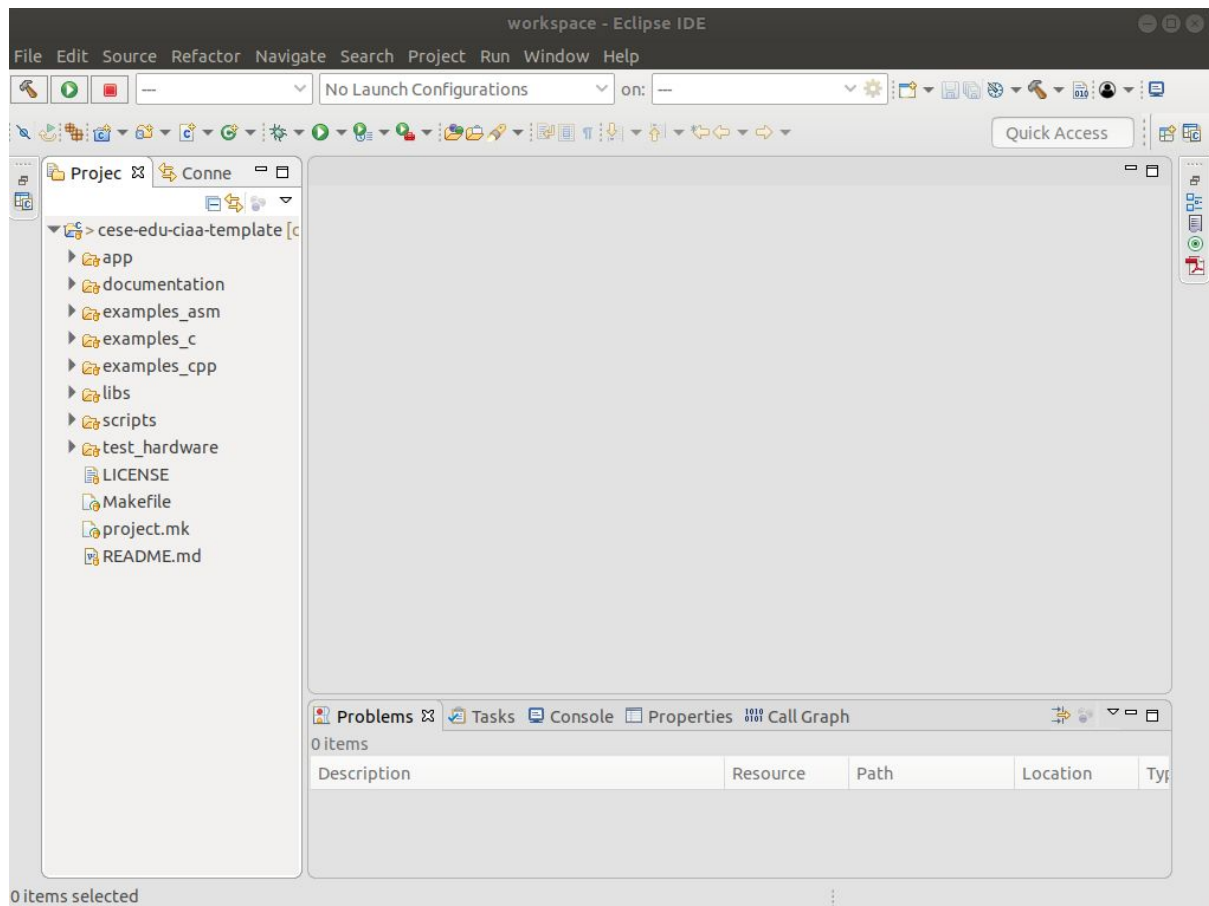 workspace - Eclipse IDE
File Edit Source Refactor Navigate Search Project Run Window Help
--- No Launch Configurations on: ---
Quick Access
Projec Conne
> cese-edu-ciaa-template [c
app
documentation
examples_asm
examples_c
examples_cpp
libs
scripts
test_hardware
LICENSE
Makefile
project.mk
README.md
Problems Tasks Console Properties Call Graph
0 items
Description Resource Path Location Typ
0 items selected